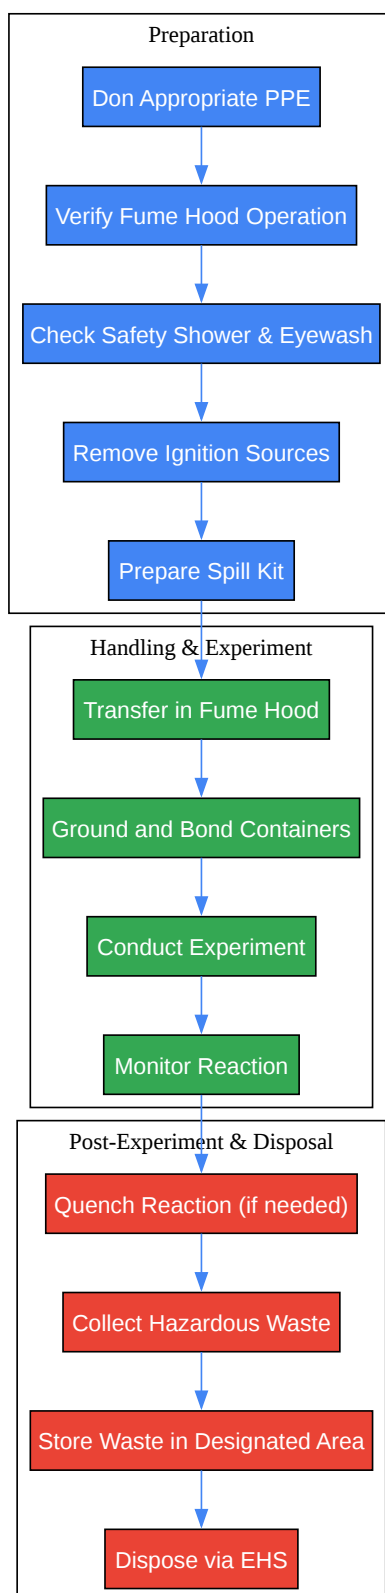 Preparation
Don Appropriate PPE
Verify Fume Hood Operation
Check Safety Shower & Eyewash
Remove Ignition Sources
Prepare Spill Kit
Handling & Experiment
Transfer in Fume Hood
Ground and Bond Containers
Conduct Experiment
Monitor Reaction
Post-Experiment & Disposal
Quench Reaction (if needed)
Collect Hazardous Waste
Store Waste in Designated Area
Dispose via EHS